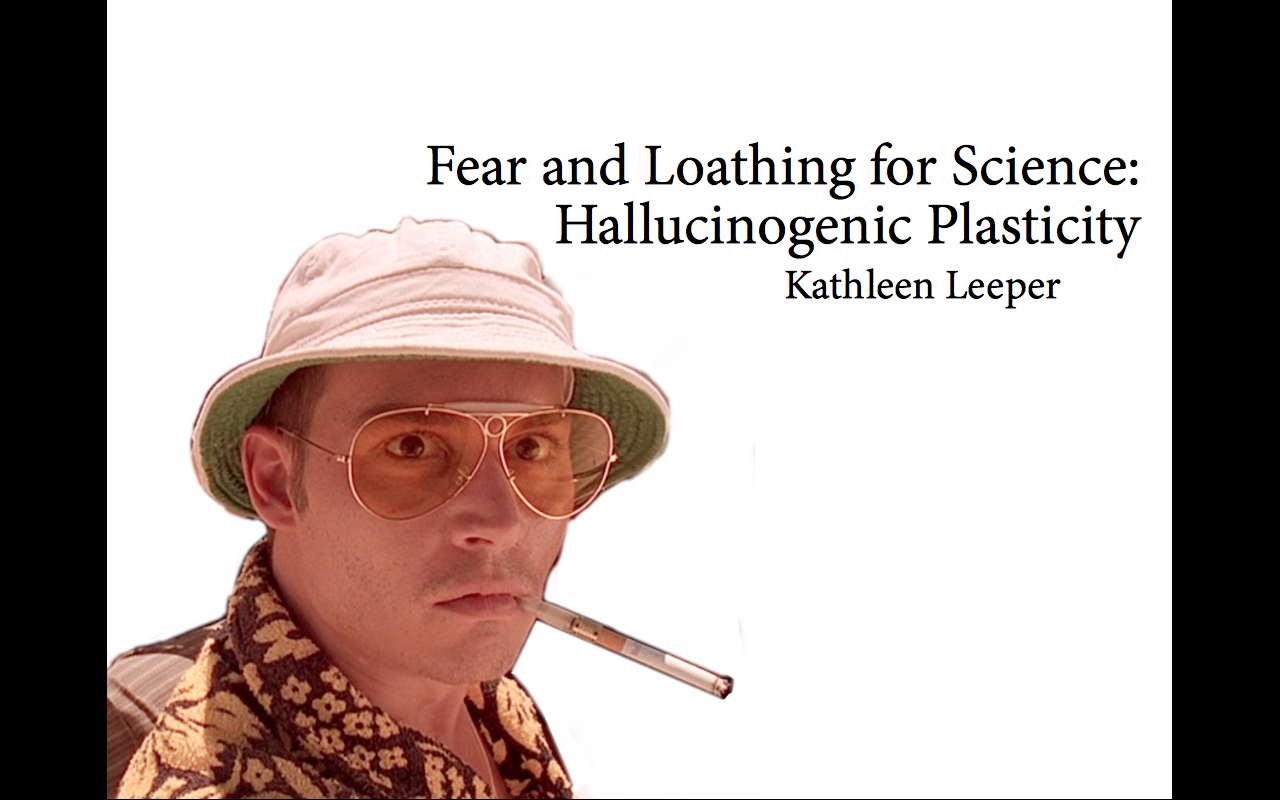 Fear and Loathing for Science:
Hallucinogenic Plasticity
Kathleen Leeper